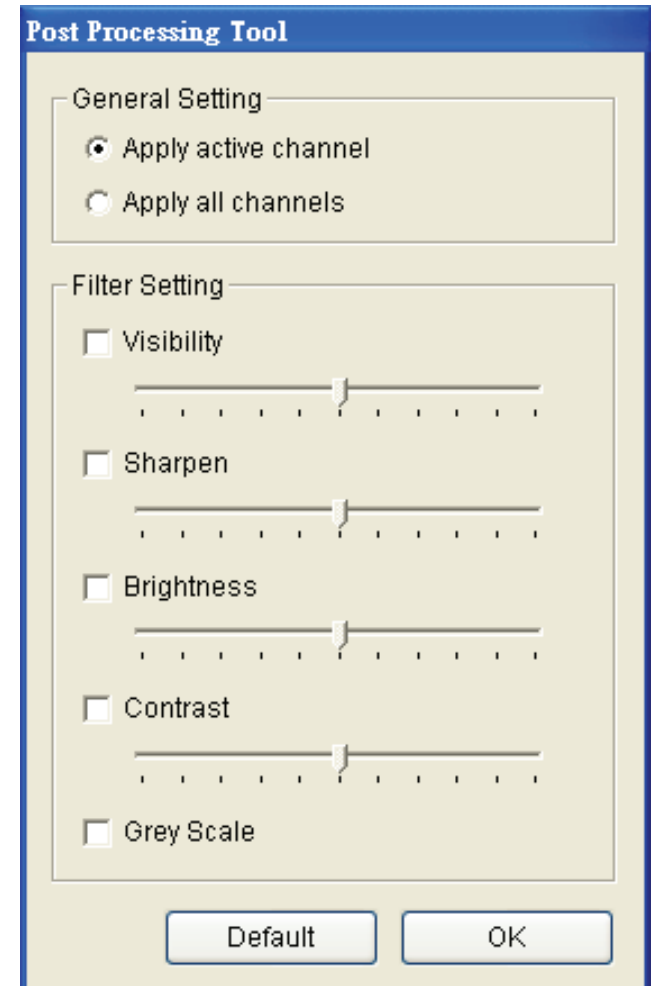 Post Processing Tool
General Setting
Apply active channel
Apply all channels
Filter Setting
Visibility
Sharpen
Brightness
Contrast
Grey Scale
Default OK